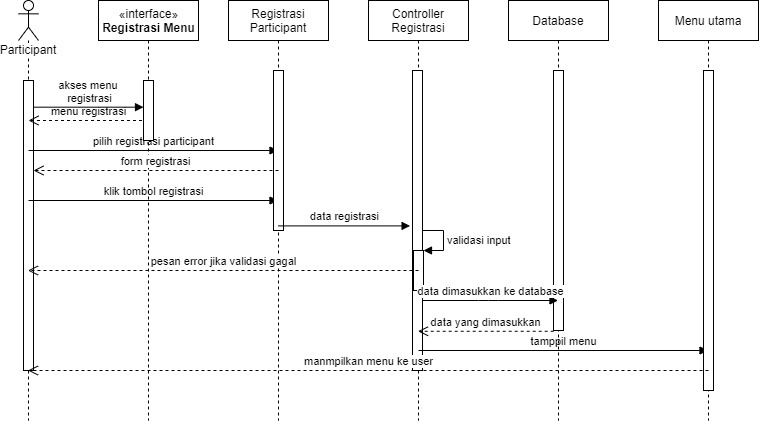 Participant
«interface»
Registrasi Menu
Registrasi
Participant
Controller
Registrasi
Database
Menu utama
akses menu
registrasi
menu registrasi
pilih registrasi participant
form registrasi
klik tombol registrasi
data registrasi
validasi input
pesan error jika validasi gagal
data dimasukkan ke database
data yang dimasukkan
tamppil menu
manmpilkan menu ke user